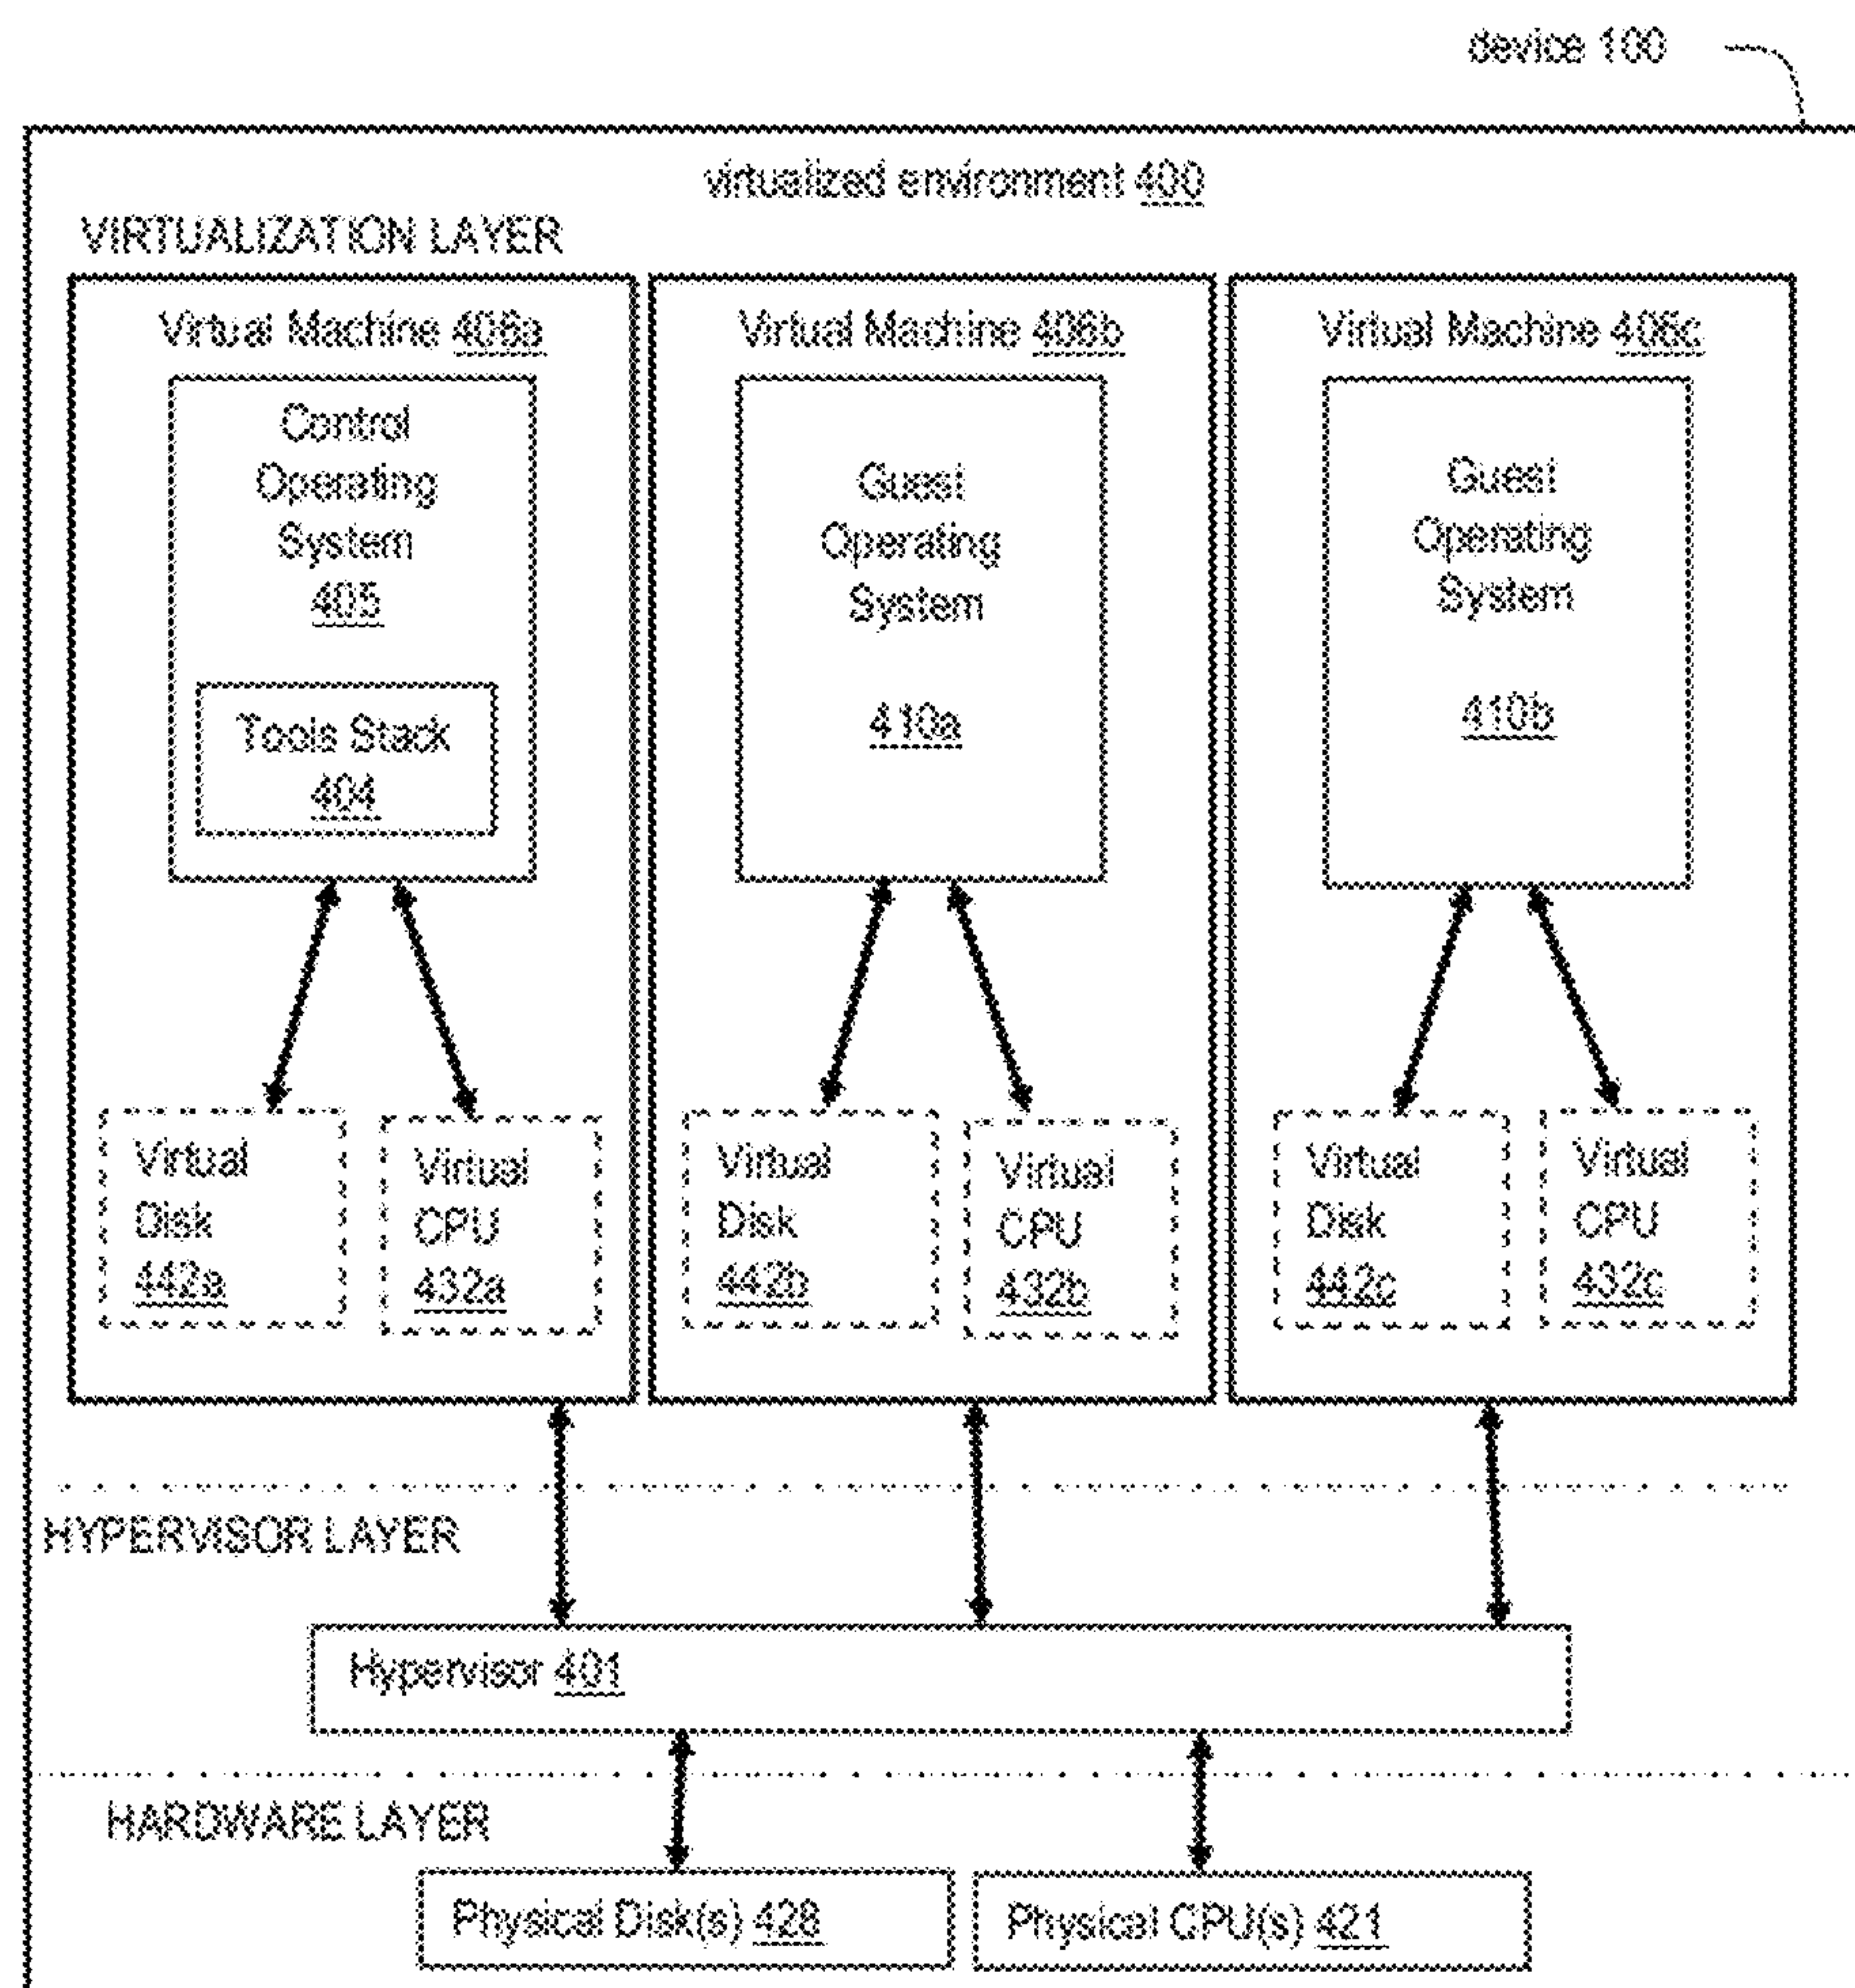 device 100
virtualized environment 400
VIRTUALIZATION LAYER
Virtual Machine 406a
Control
Operating
System
405
Tools Stack
404
Virtual
Disk
442a
Virtual
CPU
432a
Virtual Machine 406b
Guest
Operating
System
410a
Virtual
Disk
442b
Virtual
CPU
432b
Virtual Machine 406c
Guest
Operating
System
410b
Virtual
Disk
442c
Virtual
CPU
432c
HYPERVISOR LAYER
Hypervisor 401
HARDWARE LAYER
Physical Disk(s) 428
Physical CPU(s) 421